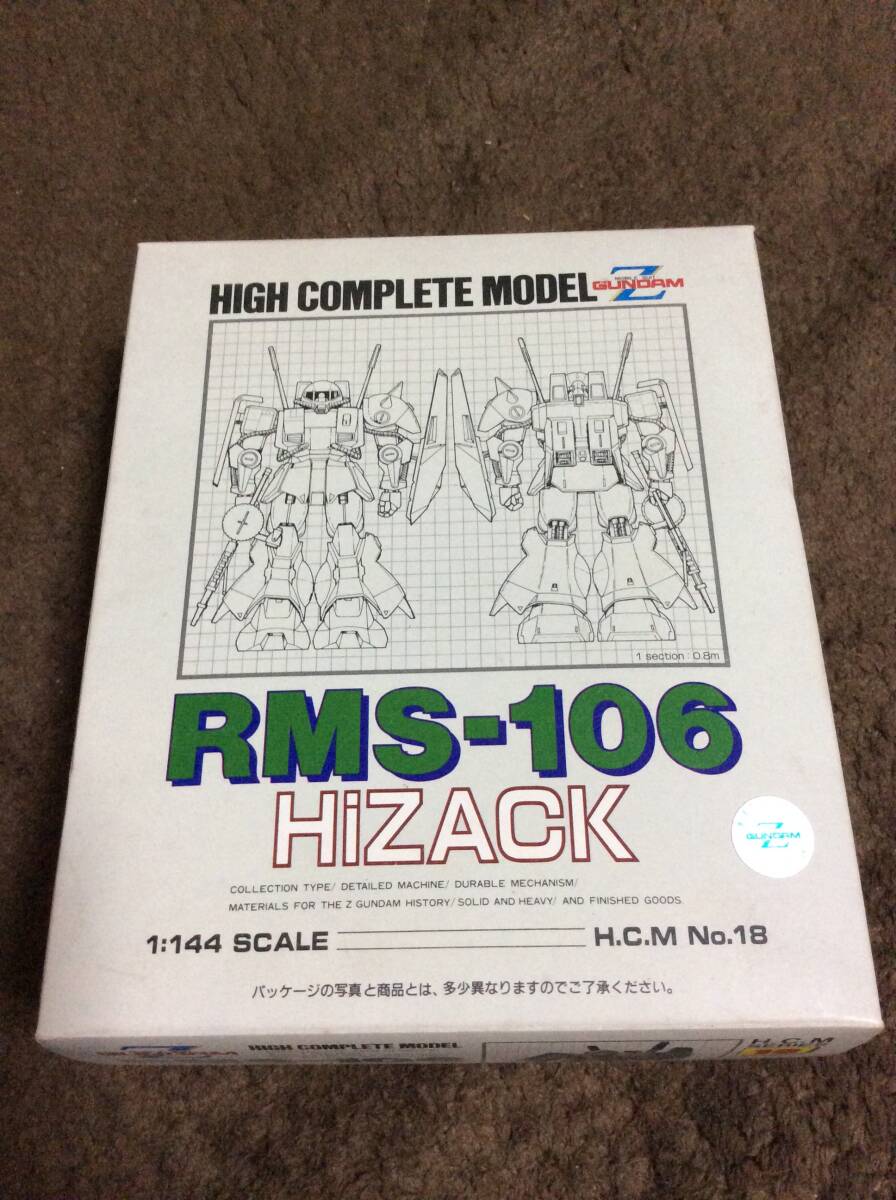 HIGH COMPLETE MODEL
MOBILE SUIT
Z GUNDAM
1 section : 0.8m
RMS-106
HiZACK
Z GUNDAM
COLLECTION TYPE/ DETAILED MACHINE/ DURABLE MECHANISM/
MATERIALS FOR THE Z GUNDAM HISTORY/ SOLID AND HEAVY/ AND FINISHED GOODS.
1:144 SCALE
H.C.M No.18
パッケージの写真と商品とは、多少異なりますのでご了承ください。
Z GUNDAM
HIGH COMPLETE MODEL
H.C.M